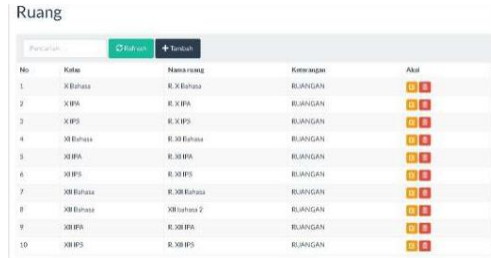 Ruang
Pencarian Refresh + Tambah
No Kelas Nama ruang Keterangan Aksi
1 X Bahasa R. X Bahasa RUANGAN
2 X IPA R. X IPA RUANGAN
3 X IPS R. X IPS RUANGAN
4 XI Bahasa R. XI Bahasa RUANGAN
5 XI IPA R. XI IPA RUANGAN
6 XI IPS R. XI IPS RUANGAN
7 XII Bahasa R. XII Bahasa RUANGAN
8 XII Bahasa XII bahasa 2 RUANGAN
9 XII IPA R. XII IPA RUANGAN
10 XII IPS R. XII IPS RUANGAN